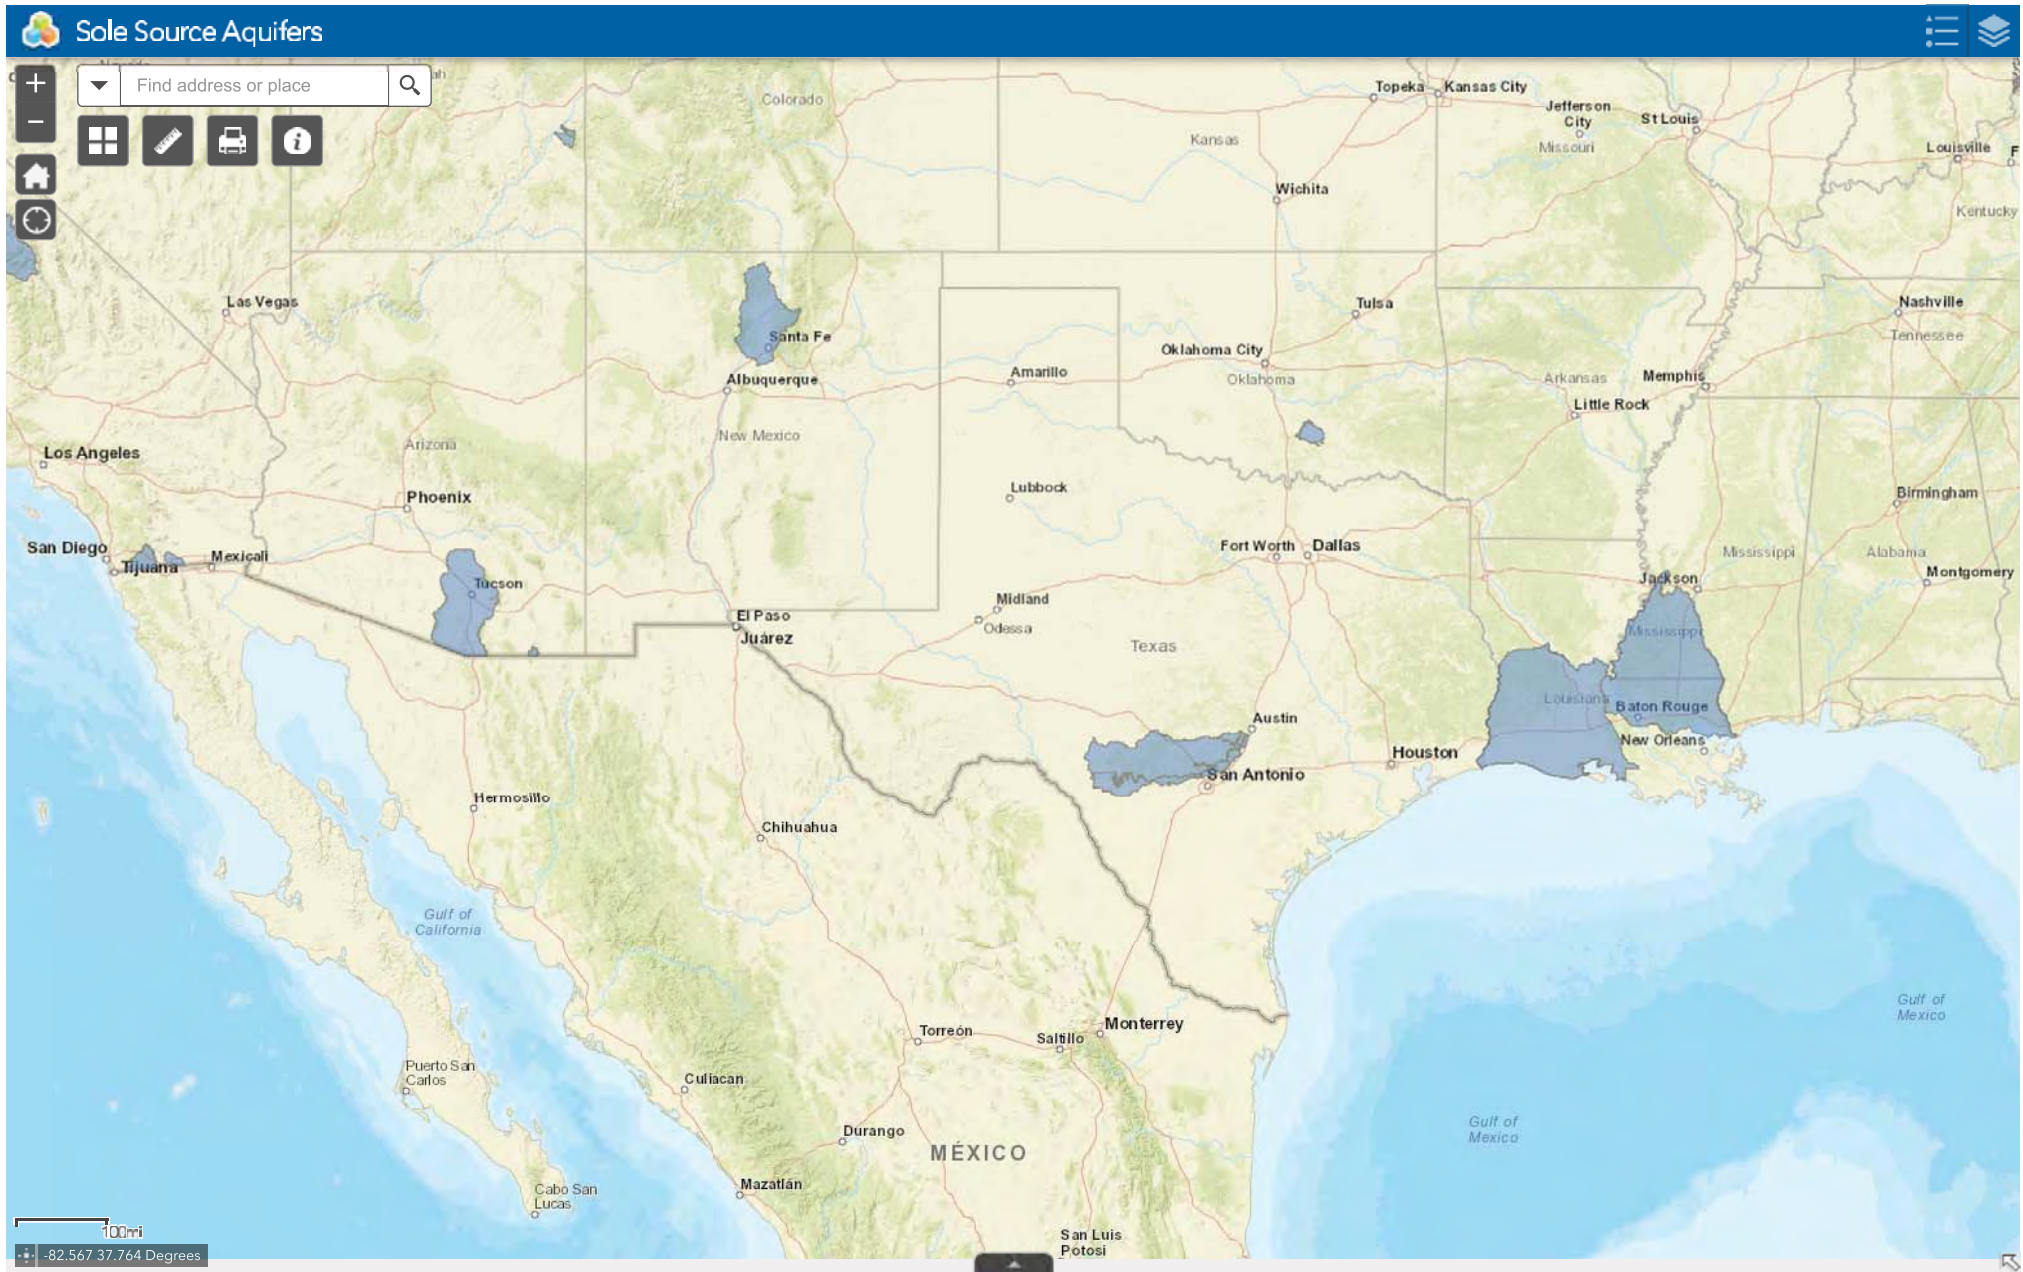 Sole Source Aquifers
Find address or place
Colorado
Topeka
Kansas City
Jefferson
City
St Louis
Kansas
Missouri
Louisville
Wichita
Kentucky
Las Vegas
Tulsa
Nashville
Santa Fe
Tennessee
Oklahoma City
Albuquerque
Amarillo
Oklahoma
Arkansas
Memphis
Little Rock
Arizona
New Mexico
Los Angeles
Phoenix
Lubbock
Birmingham
San Diego
Tijuana
Mexicali
Fort Worth
Dallas
Mississippi
Alabama
Montgomery
Tucson
Jackson
Midland
Odessa
El Paso
Juárez
Texas
Mississippi
Louisiana
Baton Rouge
Austin
New Orleans
Houston
San Antonio
Hermosillo
Chihuahua
Gulf of
California
Gulf of
Mexico
Torreón
Saltillo
Monterrey
Puerto San
Carlos
Culiacan
Gulf of
Mexico
Durango
MÉXICO
Mazatlán
Cabo San
Lucas
San Luis
Potosi
100mi
-82.567 37.764 Degrees